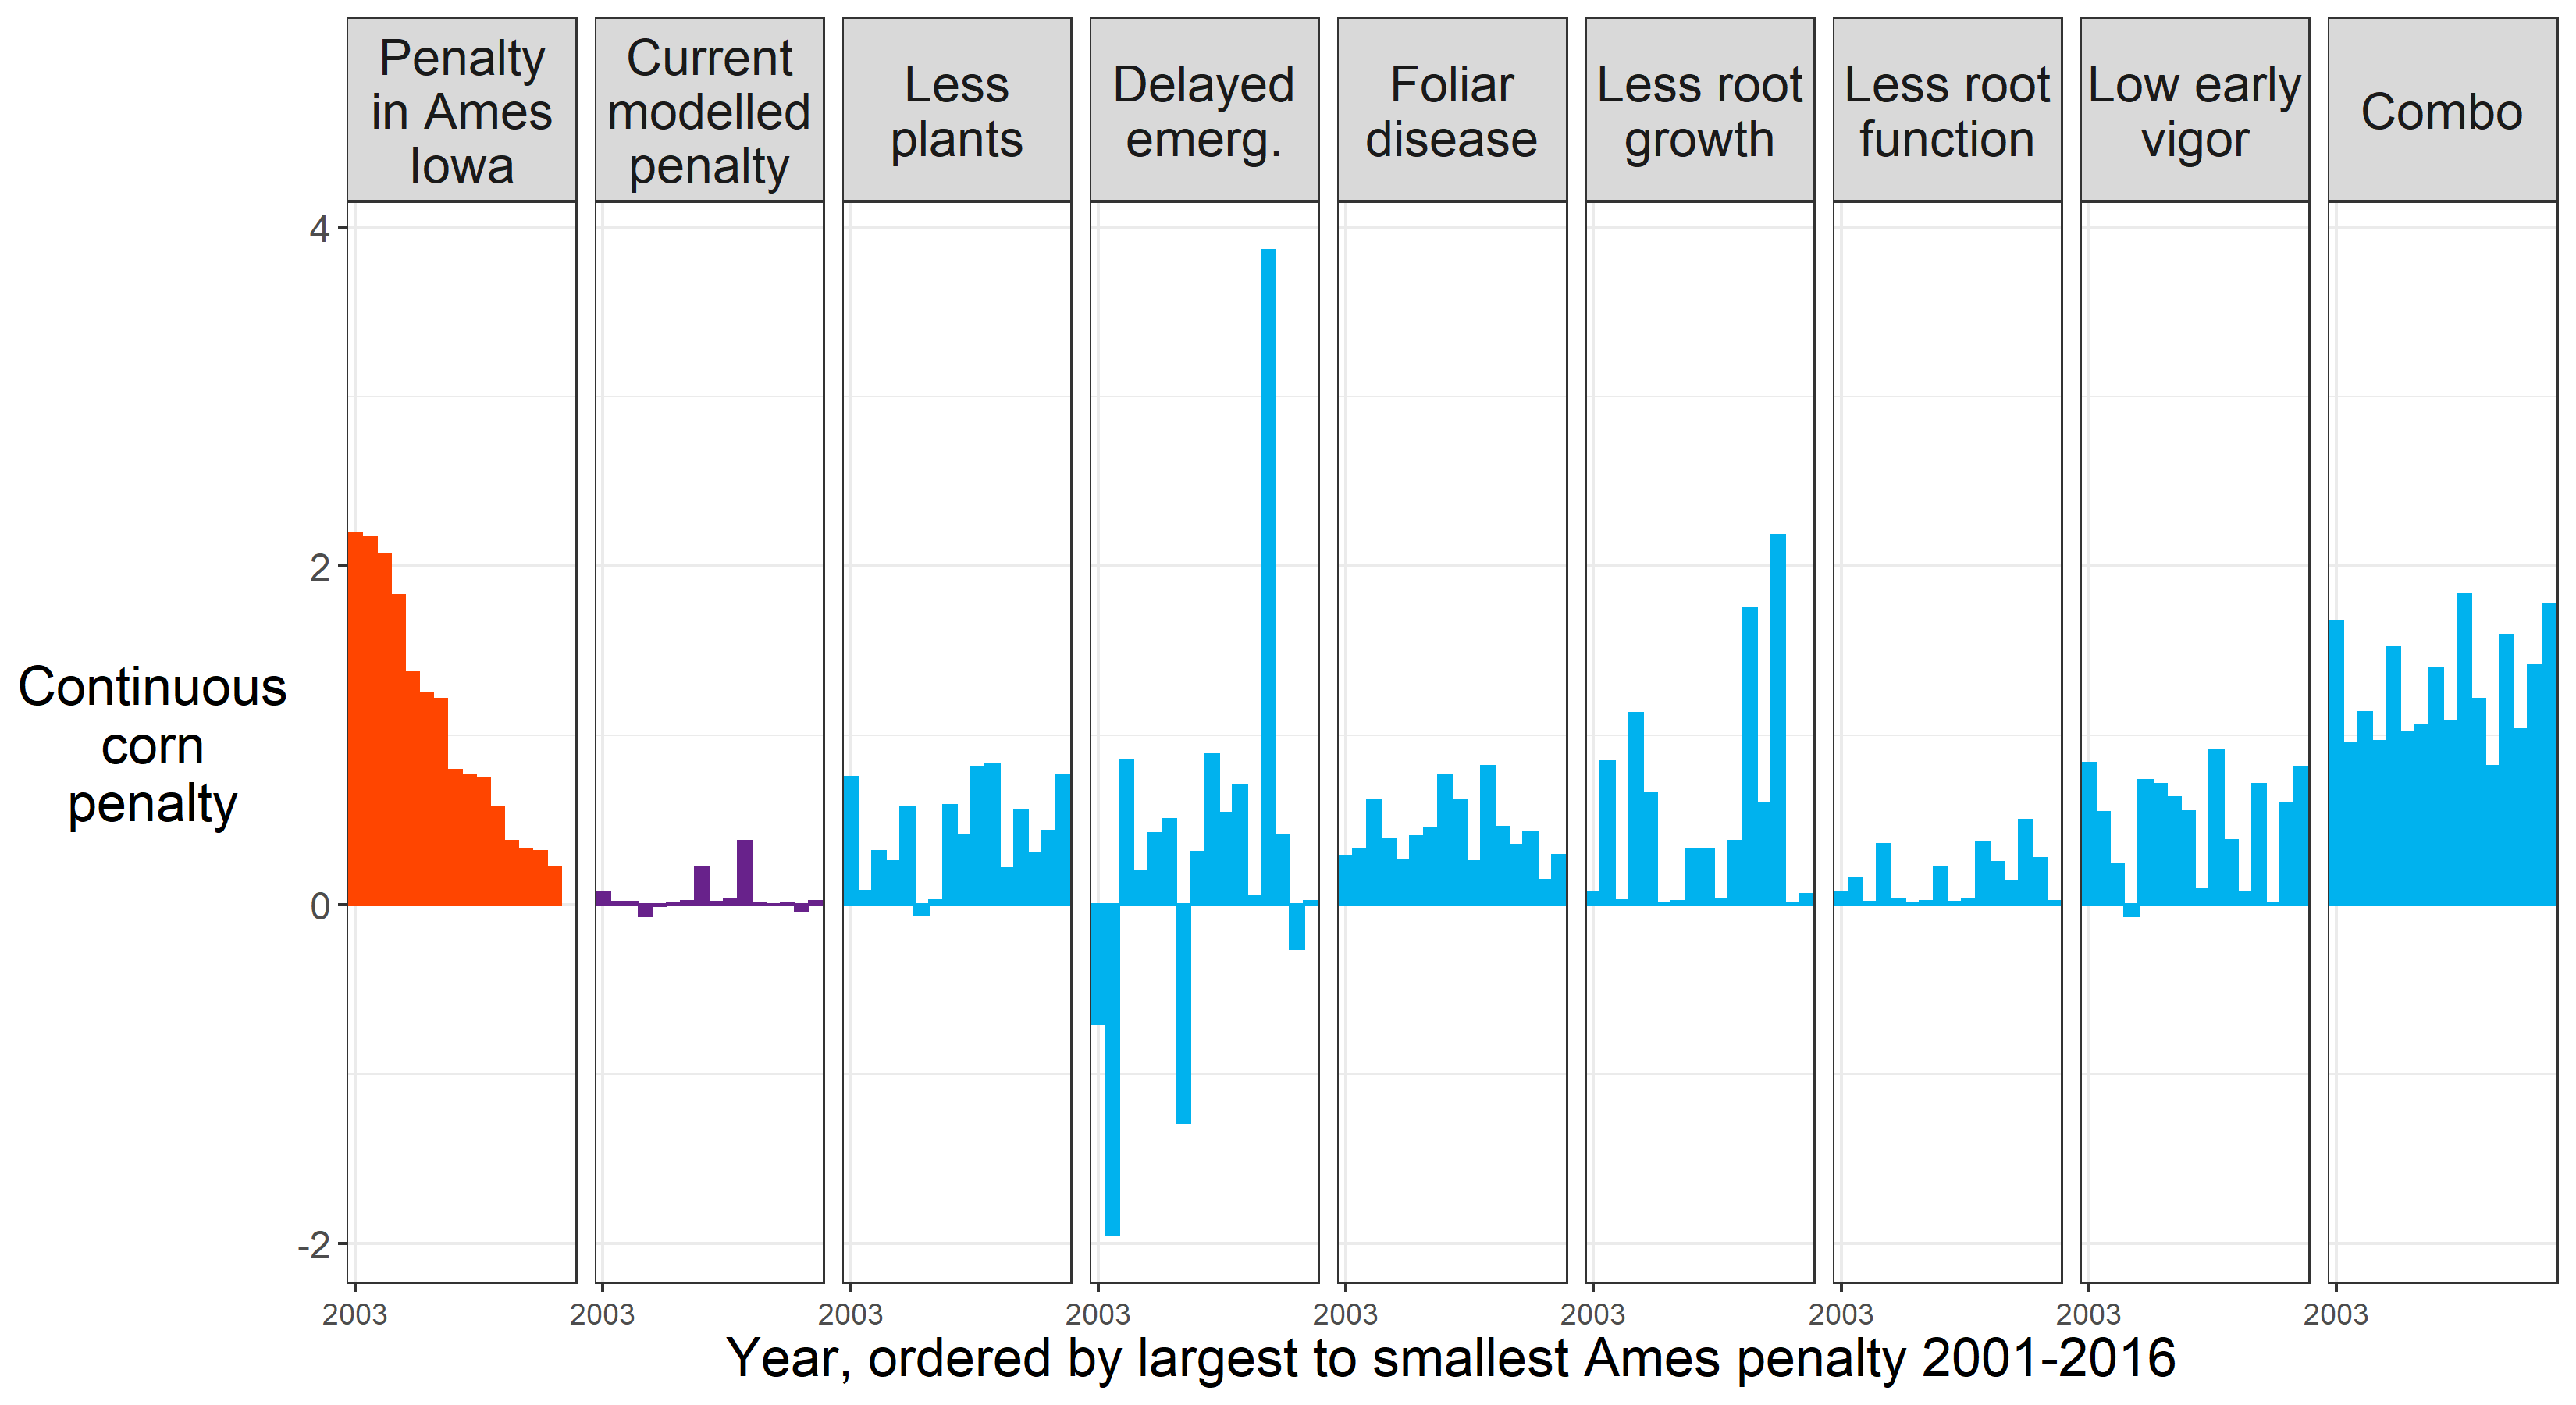 Penalty
in Ames
Iowa
Current
modelled
penalty
Less
plants
Delayed
emerg.
Foliar
disease
Less root
growth
Less root
function
Low early
vigor
Combo
4
2
0
-2
Continuous
corn
penalty
2003 2003 2003 2003 2003 2003 2003 2003 2003
Year, ordered by largest to smallest Ames penalty 2001-2016